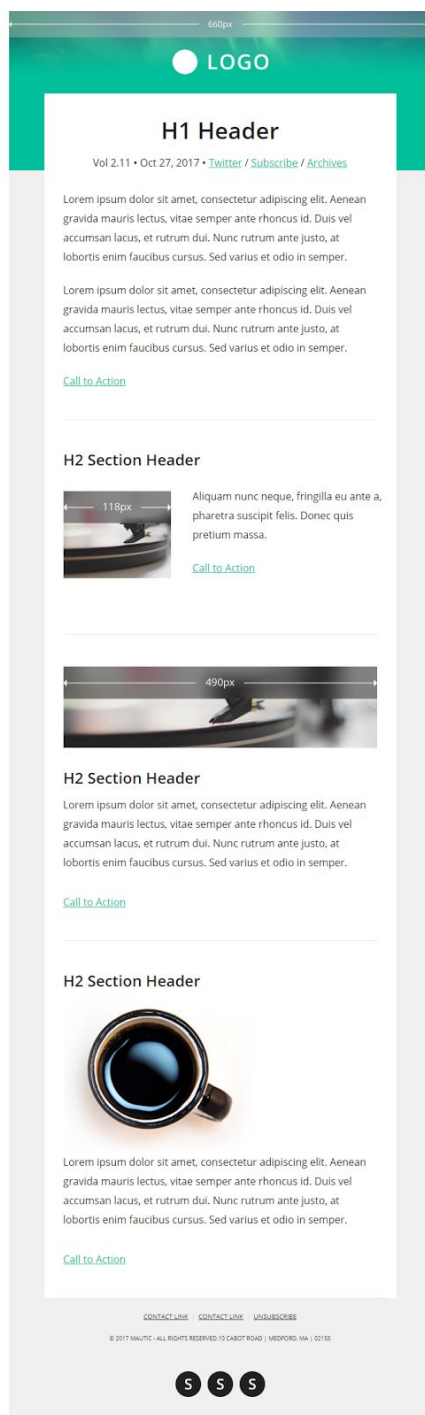 660px
LOGO
H1 Header
Vol 2.11 • Oct 27, 2017 • Twitter / Subscribe / Archives
Lorem ipsum dolor sit amet, consectetur adipiscing elit. Aenean
gravida mauris lectus, vitae semper ante rhoncus id. Duis vel
accumsan lacus, et rutrum dui. Nunc rutrum ante justo, at
lobortis enim faucibus cursus. Sed varius et odio in semper.
Lorem ipsum dolor sit amet, consectetur adipiscing elit. Aenean
gravida mauris lectus, vitae semper ante rhoncus id. Duis vel
accumsan lacus, et rutrum dui. Nunc rutrum ante justo, at
lobortis enim faucibus cursus. Sed varius et odio in semper.
Call to Action
H2 Section Header
118px
Aliquam nunc neque, fringilla eu ante a,
pharetra suscipit felis. Donec quis
pretium massa.
Call to Action
490px
H2 Section Header
Lorem ipsum dolor sit amet, consectetur adipiscing elit. Aenean
gravida mauris lectus, vitae semper ante rhoncus id. Duis vel
accumsan lacus, et rutrum dui. Nunc rutrum ante justo, at
lobortis enim faucibus cursus. Sed varius et odio in semper.
Call to Action
H2 Section Header
Lorem ipsum dolor sit amet, consectetur adipiscing elit. Aenean
gravida mauris lectus, vitae semper ante rhoncus id. Duis vel
accumsan lacus, et rutrum dui. Nunc rutrum ante justo, at
lobortis enim faucibus cursus. Sed varius et odio in semper.
Call to Action
CONTACT LINK | CONTACT LINK | UNSUBSCRIBE
© 2017 MAUTIC - ALL RIGHTS RESERVED.10 CABOT ROAD | MEDFORD, MA | 02155
S S S